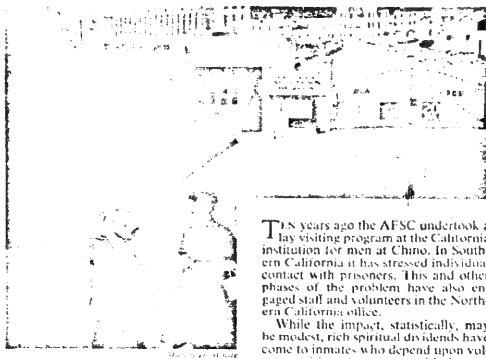 TEN years ago the AFSC undertook a
lay visiting program at the California
institution for men at Chino. In South-
ern California it has stressed individual
contact with prisoners. This and other
phases of the problem have also en-
gaged staff and volunteers in the North-
ern California office.
While the impact, statistically, may
be modest, rich spiritual dividends have
come to inmates who depend upon vol-